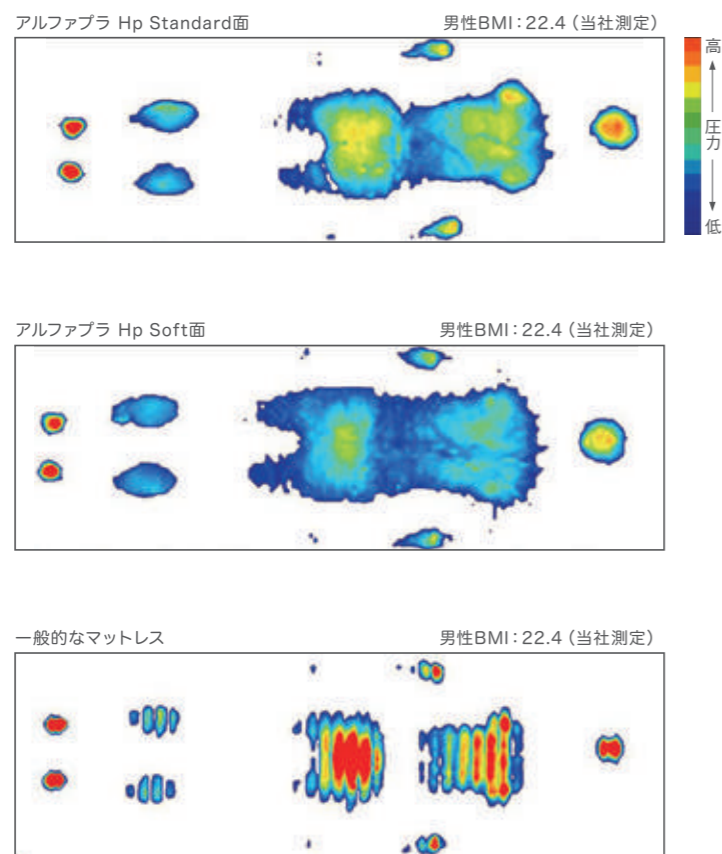 アルファプラ Hp Standard面
男性BMI：22.4（当社測定）
高
圧力
低
アルファプラ Hp Soft面
男性BMI：22.4（当社測定）
一般的なマットレス
男性BMI：22.4（当社測定）